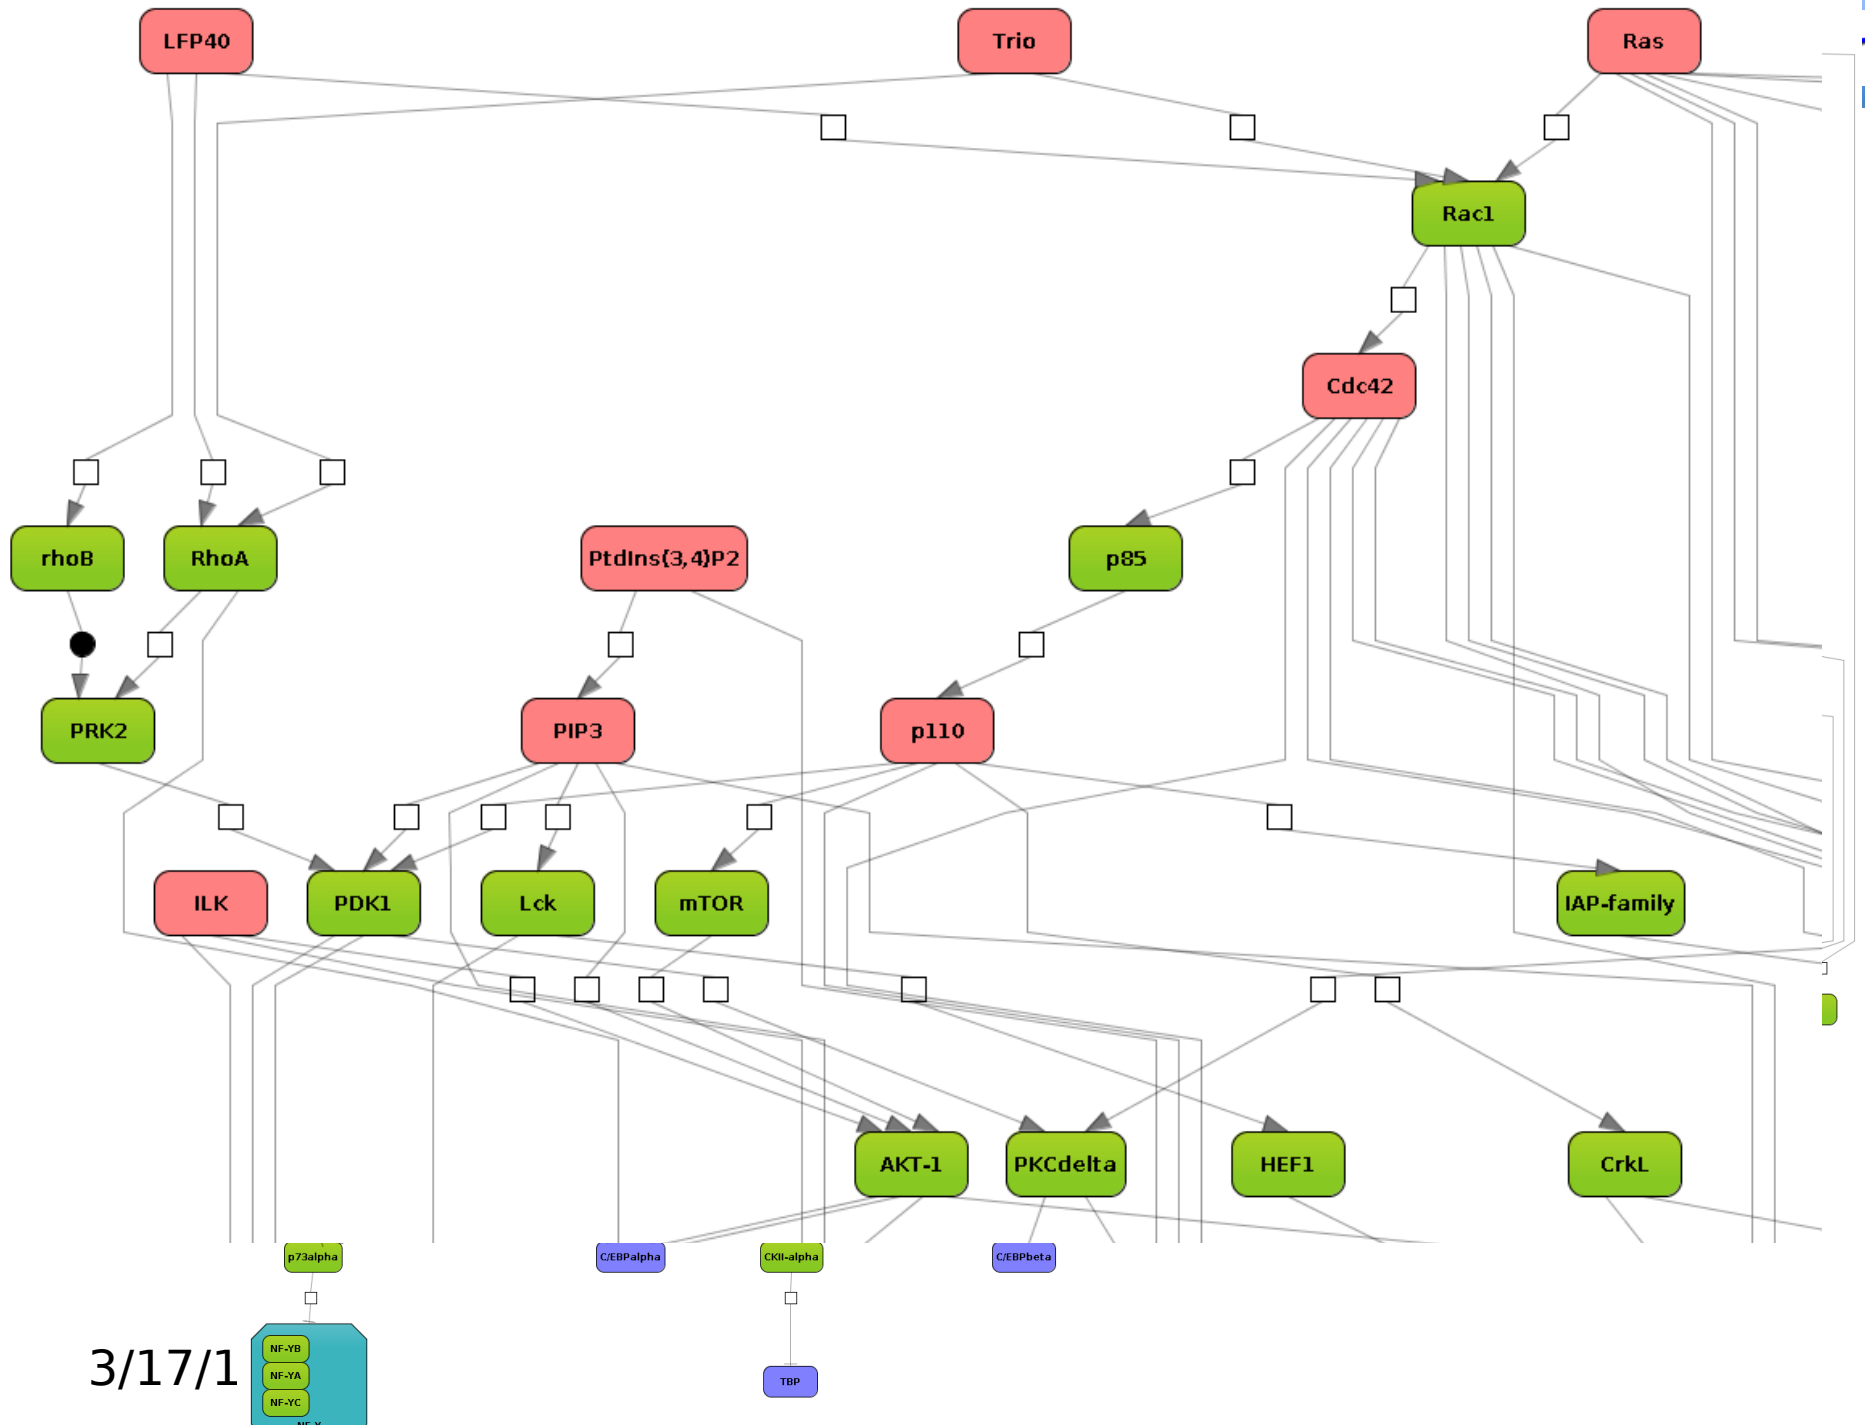 LFP40
Trio
Ras
Rac1
Cdc42
rhoB
RhoA
PtdIns{3,4}P2
p85
PRK2
PIP3
p110
ILK
PDK1
Lck
mTOR
IAP-family
AKT-1
PKCdelta
HEF1
CrkL
p73alpha
C/EBPalpha
CKII-alpha
C/EBPbeta
3/17/1
NF-YB
NF-YA
NF-YC
TBP